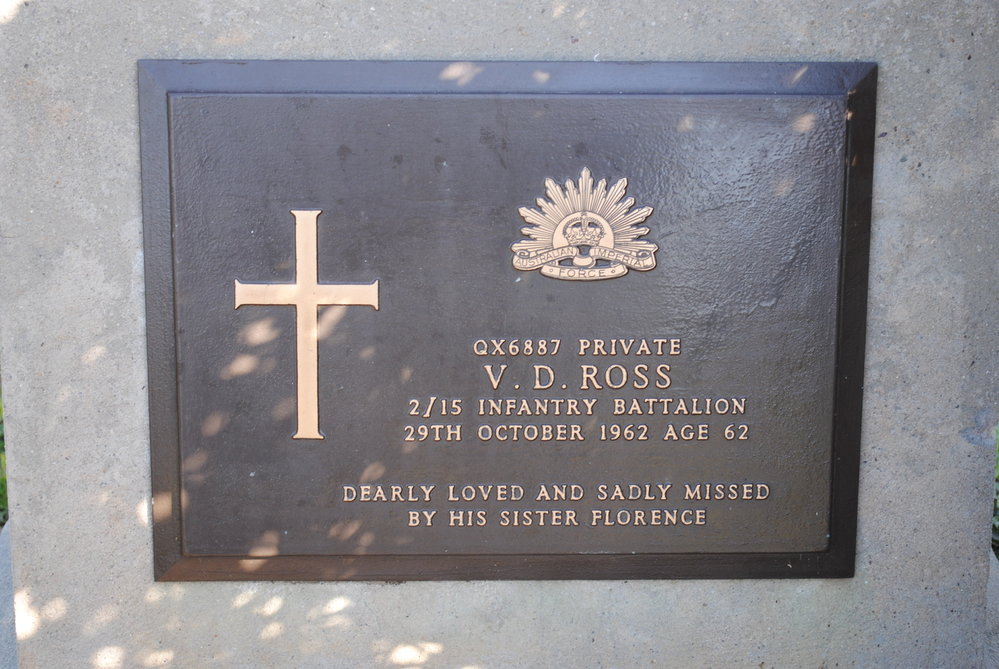 AUSTRALIAN IMPERIAL
FORCE
QX6887 PRIVATE
V. D. ROSS
2/15 INFANTRY BATTALION
29TH OCTOBER 1962 AGE 62
DEARLY LOVED AND SADLY MISSED
BY HIS SISTER FLORENCE